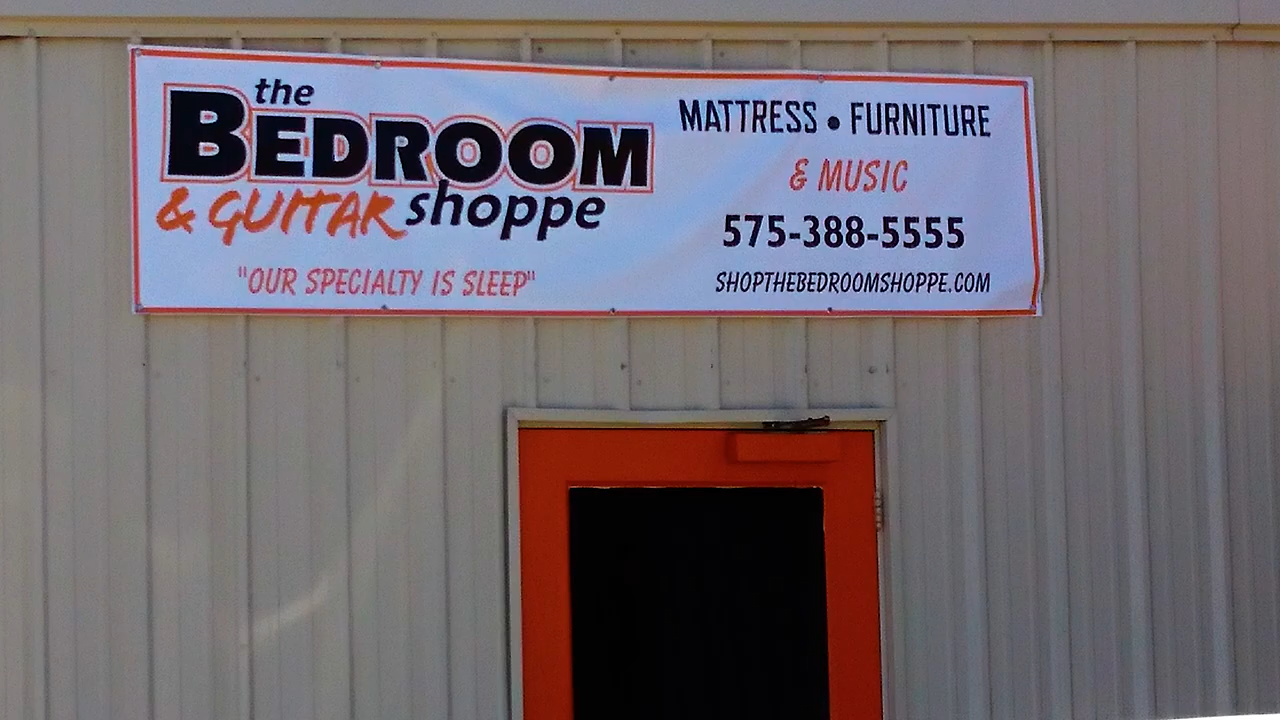 the
BEDROOM
& GUITAR shoppe
"OUR SPECIALTY IS SLEEP"
MATTRESS • FURNITURE
& MUSIC
575-388-5555
SHOPTHEBEDROOMSHOPPE.COM